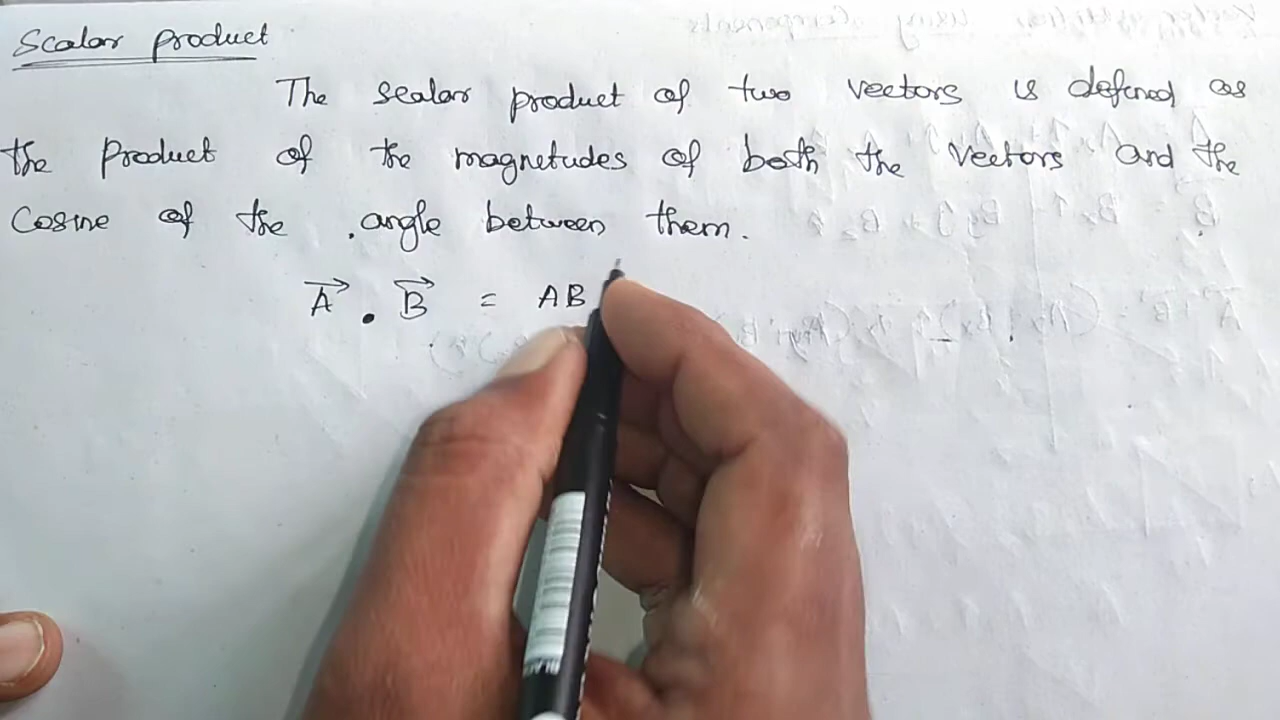 Scalar product
The scalar product of two vectors is defined as
the product of the magnetudes of both the vectors and the
Cosine of the angle between them.
A⃗ . B⃗ = AB